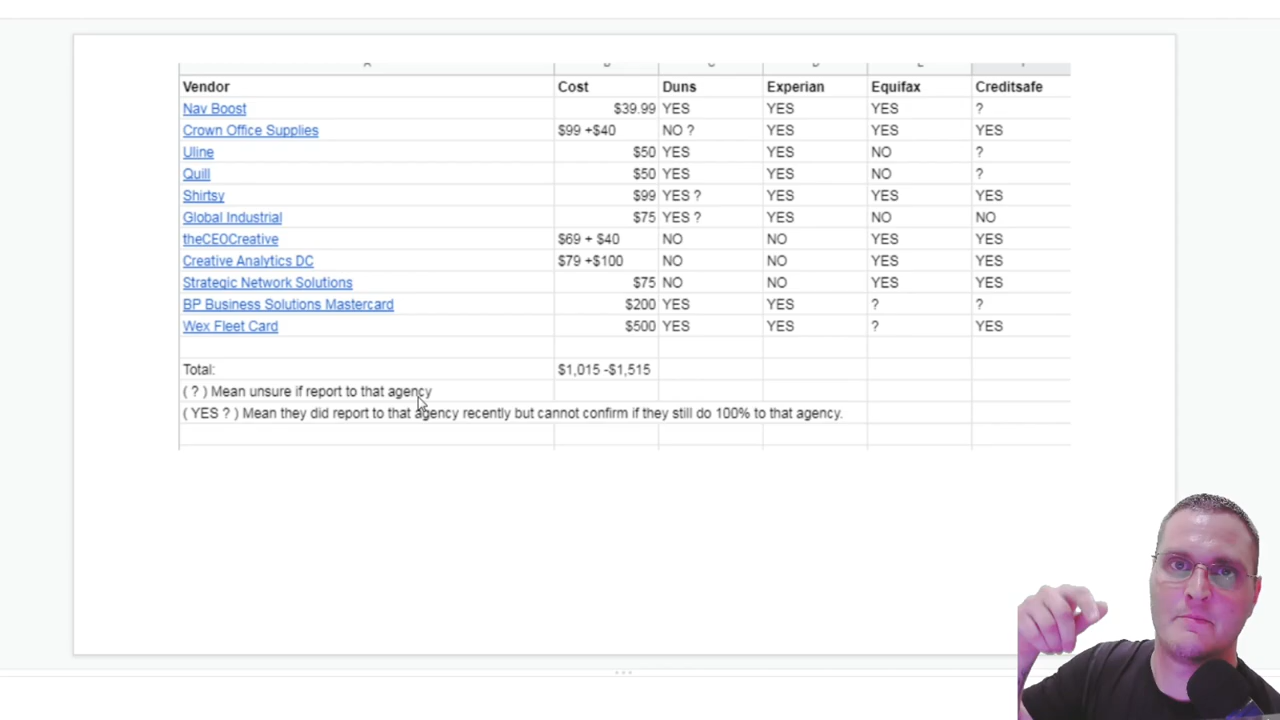 Vendor Cost Duns Experian Equifax Creditsafe
Nav Boost $39.99 YES YES YES ?
Crown Office Supplies $99 +$40 NO ? YES YES YES
Uline $50 YES YES NO ?
Quill $50 YES YES NO ?
Shirtsy $99 YES ? YES YES YES
Global Industrial $75 YES ? YES NO NO
theCEOCreative $69 + $40 NO NO YES YES
Creative Analytics DC $79 +$100 NO NO YES YES
Strategic Network Solutions $75 NO NO YES YES
BP Business Solutions Mastercard $200 YES YES ? ?
Wex Fleet Card $500 YES YES ? YES
Total: $1,015 -$1,515
( ? ) Mean unsure if report to that agency
( YES ? ) Mean they did report to that agency recently but cannot confirm if they still do 100% to that agency.